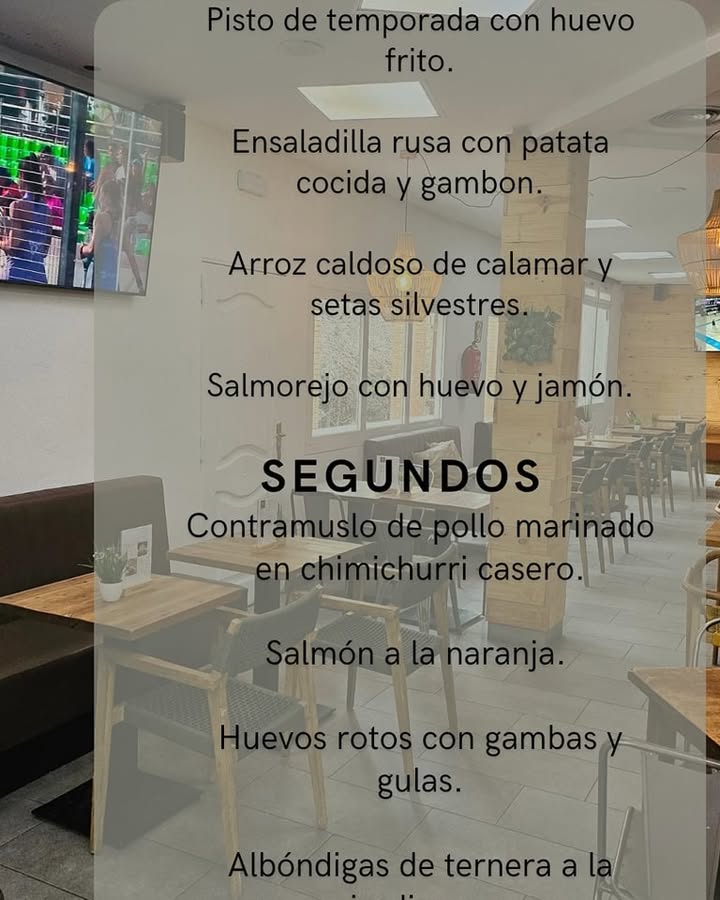 Pisto de temporada con huevo
frito.
Ensaladilla rusa con patata
cocida y gambon.
Arroz caldoso de calamar y
setas silvestres.
Salmorejo con huevo y jamón.
SEGUNDOS
Contramuslo de pollo marinado
en chimichurri casero.
Salmón a la naranja.
Huevos rotos con gambas y
gulas.
Albóndigas de ternera a la